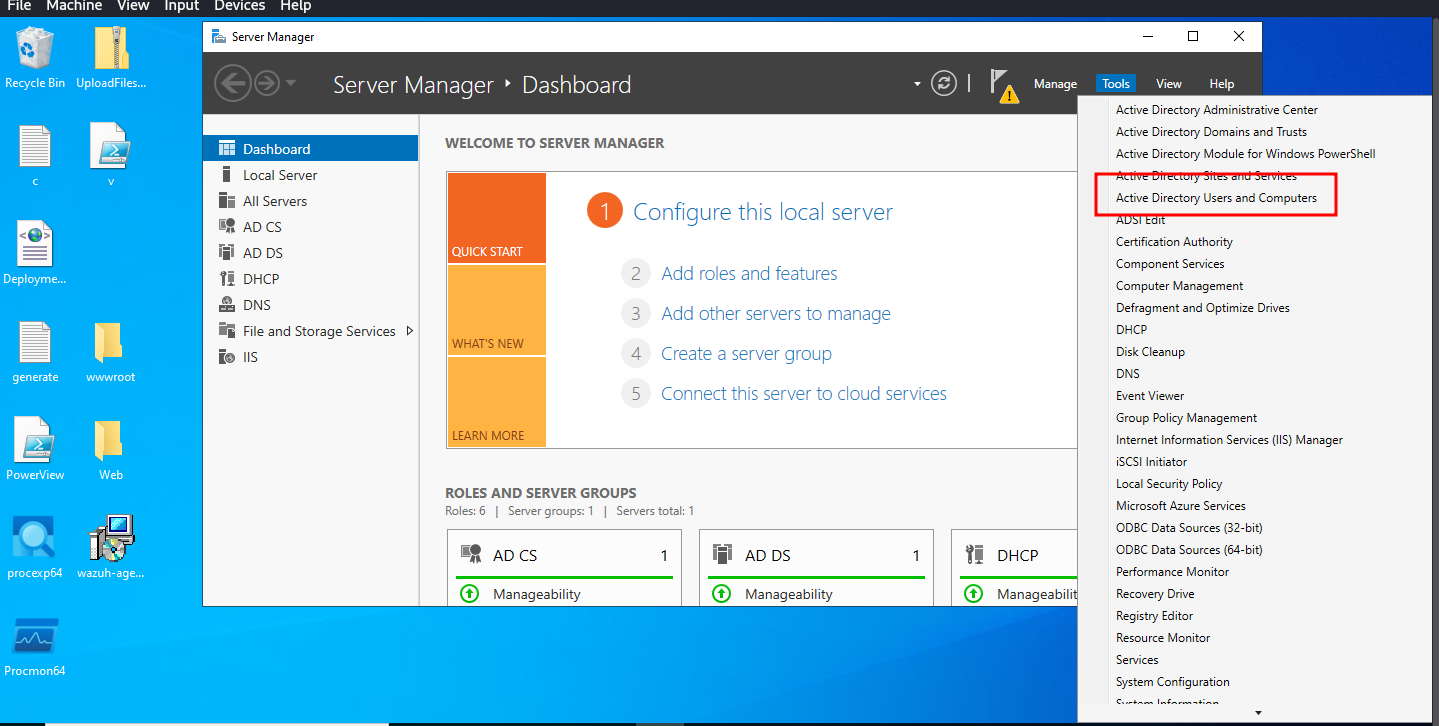 File Machine View Input Devices Help
Recycle Bin
UploadFiles...
c
v
Deployme...
generate
wwwroot
PowerView
Web
procexp64
wazuh-age...
Procmon64
Server Manager
Server Manager Dashboard
Manage Tools View Help
Dashboard
Local Server
All Servers
AD CS
AD DS
DHCP
DNS
File and Storage Services
IIS
WELCOME TO SERVER MANAGER
QUICK START
WHAT'S NEW
LEARN MORE
1 Configure this local server
2 Add roles and features
3 Add other servers to manage
4 Create a server group
5 Connect this server to cloud services
ROLES AND SERVER GROUPS
Roles: 6 | Server groups: 1 | Servers total: 1
AD CS 1
Manageability
AD DS 1
Manageability
DHCP
Manageabilit
Active Directory Administrative Center
Active Directory Domains and Trusts
Active Directory Module for Windows PowerShell
Active Directory Sites and Services
Active Directory Users and Computers
ADSI Edit
Certification Authority
Component Services
Computer Management
Defragment and Optimize Drives
DHCP
Disk Cleanup
DNS
Event Viewer
Group Policy Management
Internet Information Services (IIS) Manager
iSCSI Initiator
Local Security Policy
Microsoft Azure Services
ODBC Data Sources (32-bit)
ODBC Data Sources (64-bit)
Performance Monitor
Recovery Drive
Registry Editor
Resource Monitor
Services
System Configuration
System Information